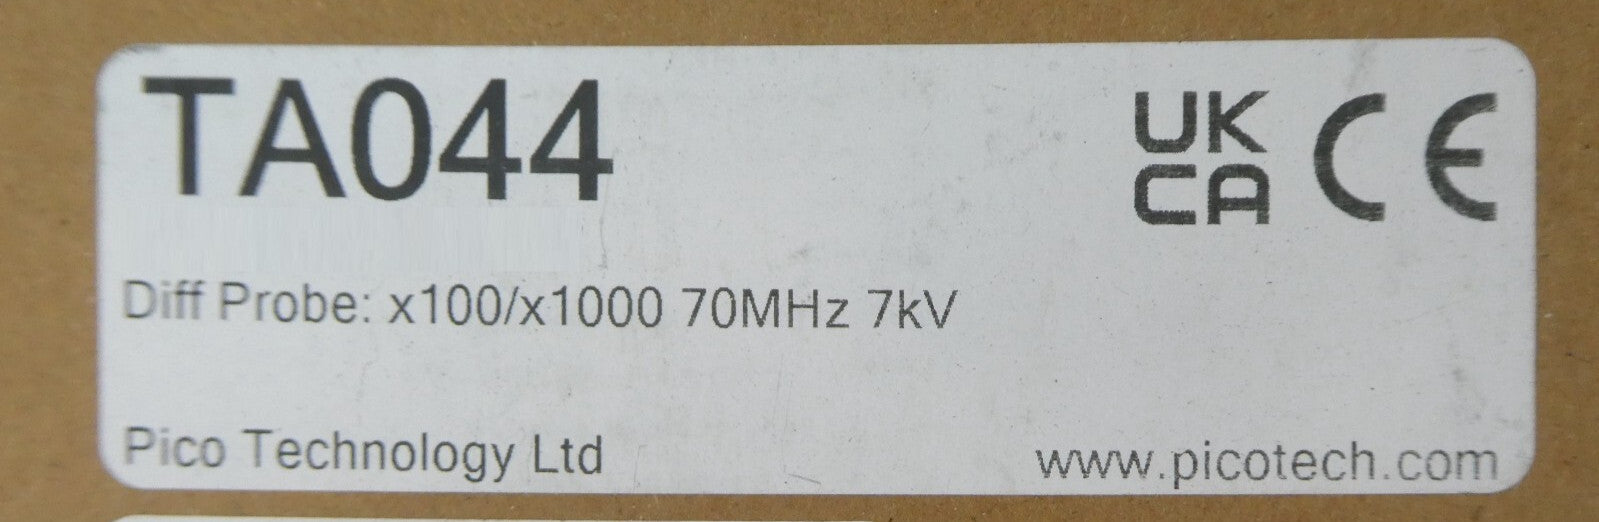 TA044
UK
CA CE
Diff Probe: x100/x1000 70MHz 7kV
Pico Technology Ltd
www.picotech.com